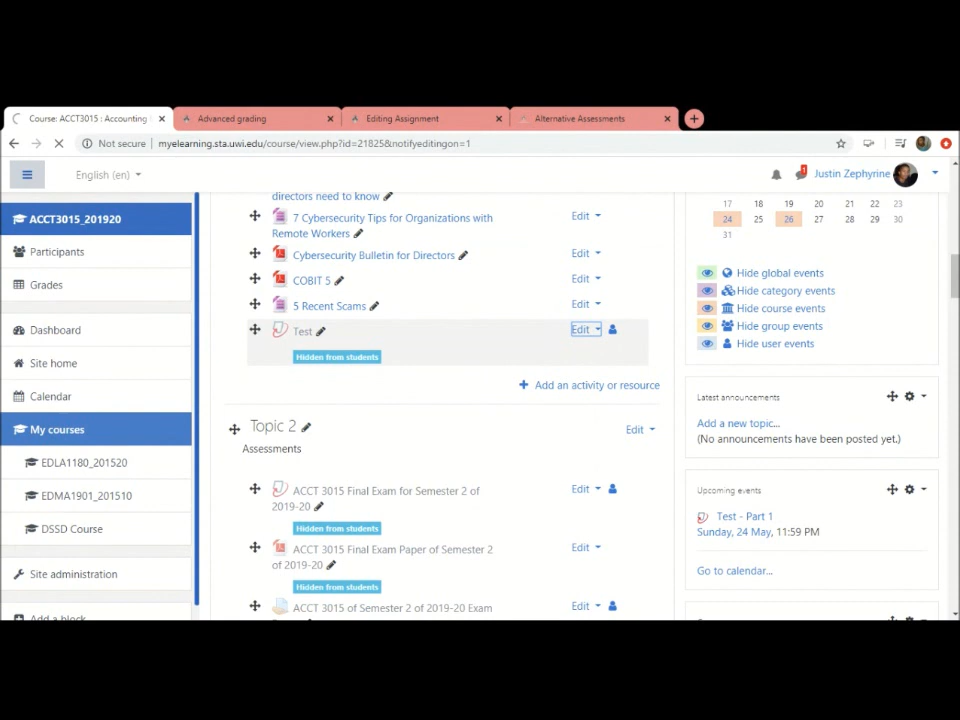 Course: ACCT3015 : Accounting
Advanced grading
Editing Assignment
Alternative Assessments
Not secure
myelearning.sta.uwi.edu/course/view.php?id=21825&notifyeditingon=1
English (en)
1
Justin Zephyrine
ACCT3015_201920
Participants
Grades
Dashboard
Site home
Calendar
My courses
EDLA1180_201520
EDMA1901_201510
DSSD Course
Site administration
Add a block
directors need to know
7 Cybersecurity Tips for Organizations with
Remote Workers
Edit
Cybersecurity Bulletin for Directors
Edit
COBIT 5
Edit
5 Recent Scams
Edit
Test
Edit
Hidden from students
Add an activity or resource
Topic 2
Edit
Assessments
ACCT 3015 Final Exam for Semester 2 of
2019-20
Edit
Hidden from students
ACCT 3015 Final Exam Paper of Semester 2
of 2019-20
Edit
Hidden from students
ACCT 3015 of Semester 2 of 2019-20 Exam
Edit
17 18 19 20 21 22 23
24 25 26 27 28 29 30
31
Hide global events
Hide category events
Hide course events
Hide group events
Hide user events
Latest announcements
Add a new topic...
(No announcements have been posted yet.)
Upcoming events
Test - Part 1
Sunday, 24 May, 11:59 PM
Go to calendar...